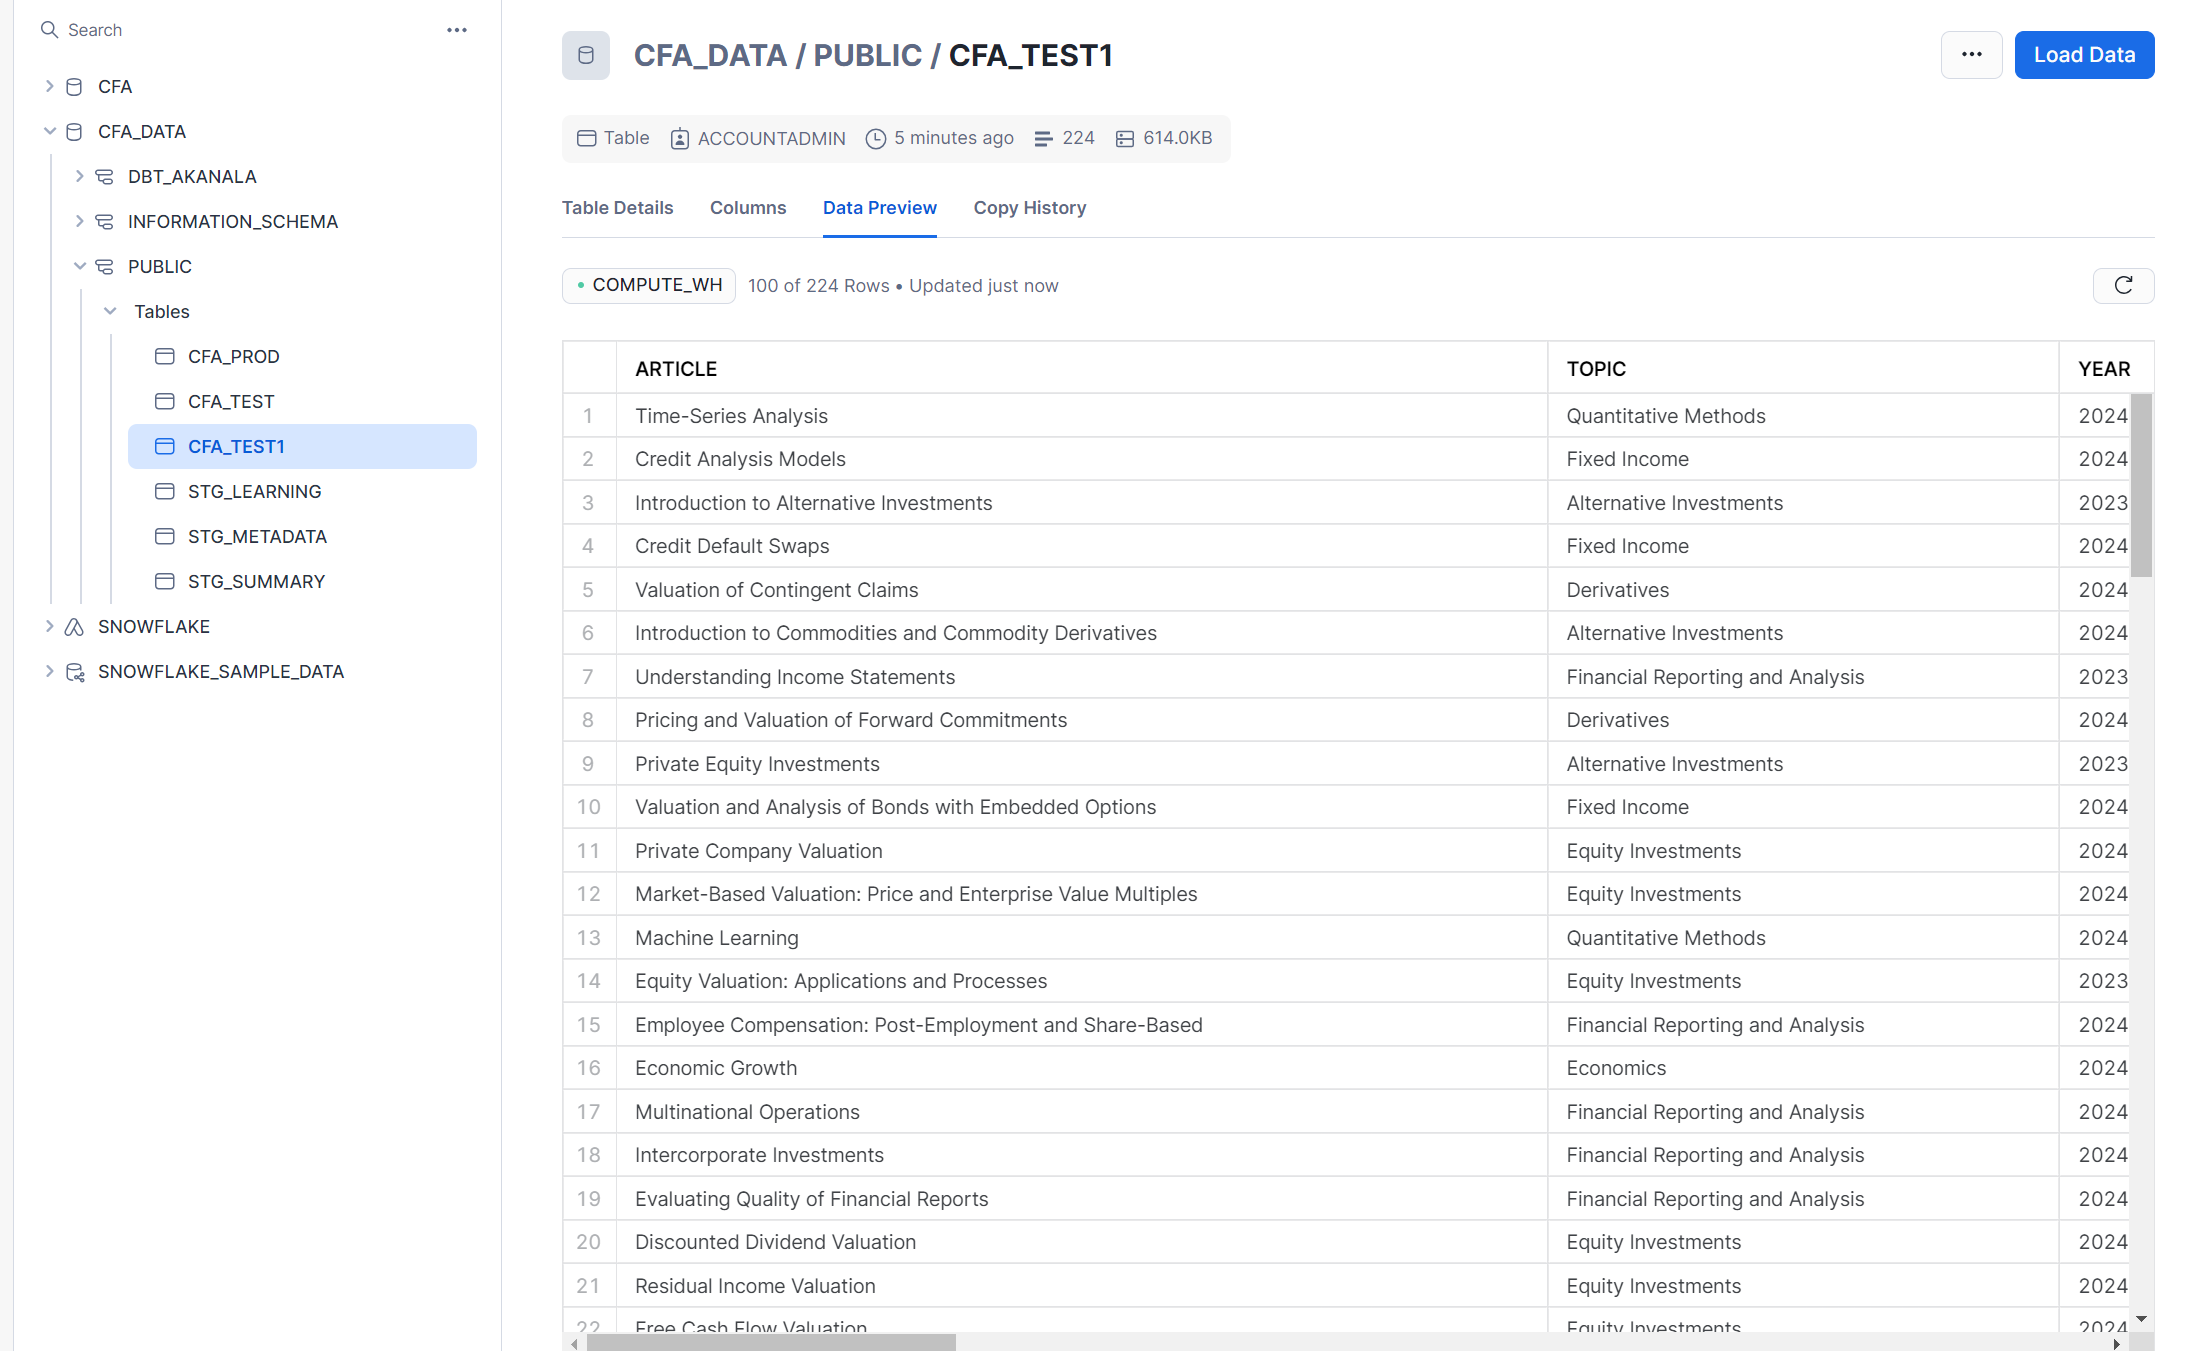 Search
CFA
CFA_DATA
DBT_AKANALA
INFORMATION_SCHEMA
PUBLIC
Tables
CFA_PROD
CFA_TEST
CFA_TEST1
STG_LEARNING
STG_METADATA
STG_SUMMARY
SNOWFLAKE
SNOWFLAKE_SAMPLE_DATA
CFA_DATA / PUBLIC / CFA_TEST1
Load Data
Table ACCOUNTADMIN 5 minutes ago 224 614.0KB
Table Details Columns Data Preview Copy History
COMPUTE_WH 100 of 224 Rows • Updated just now
ARTICLE TOPIC YEAR
1 Time-Series Analysis Quantitative Methods 2024
2 Credit Analysis Models Fixed Income 2024
3 Introduction to Alternative Investments Alternative Investments 2023
4 Credit Default Swaps Fixed Income 2024
5 Valuation of Contingent Claims Derivatives 2024
6 Introduction to Commodities and Commodity Derivatives Alternative Investments 2024
7 Understanding Income Statements Financial Reporting and Analysis 2023
8 Pricing and Valuation of Forward Commitments Derivatives 2024
9 Private Equity Investments Alternative Investments 2023
10 Valuation and Analysis of Bonds with Embedded Options Fixed Income 2024
11 Private Company Valuation Equity Investments 2024
12 Market-Based Valuation: Price and Enterprise Value Multiples Equity Investments 2024
13 Machine Learning Quantitative Methods 2024
14 Equity Valuation: Applications and Processes Equity Investments 2023
15 Employee Compensation: Post-Employment and Share-Based Financial Reporting and Analysis 2024
16 Economic Growth Economics 2024
17 Multinational Operations Financial Reporting and Analysis 2024
18 Intercorporate Investments Financial Reporting and Analysis 2024
19 Evaluating Quality of Financial Reports Financial Reporting and Analysis 2024
20 Discounted Dividend Valuation Equity Investments 2024
21 Residual Income Valuation Equity Investments 2024
22 Free Cash Flow Valuation Equity Investments 2024